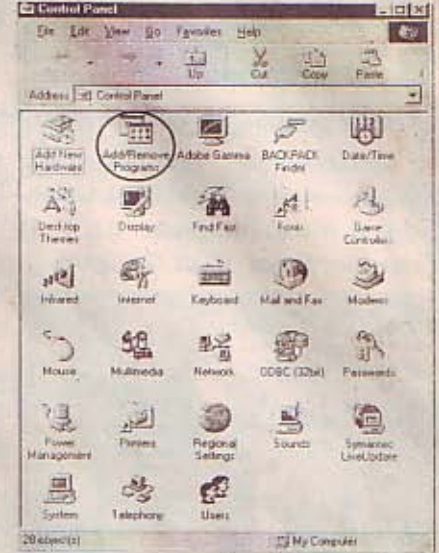 Control Panel
File Edit View Go Favorites Help
Up Cut Copy Paste
Address Control Panel
Add New Hardware
Add/Remove Programs
Adobe Gamma
BACKPACK Finder
Date/Time
Desktop Themes
Display
Find Fast
Fonts
Game Controllers
Infrared
Internet
Keyboard
Mail and Fax
Modems
Mouse
Multimedia
Network
ODBC (32bit)
Passwords
Power Management
Printers
Regional Settings
Sounds
Symantec LiveUpdate
System
Telephony
Users
28 object(s)
My Computer